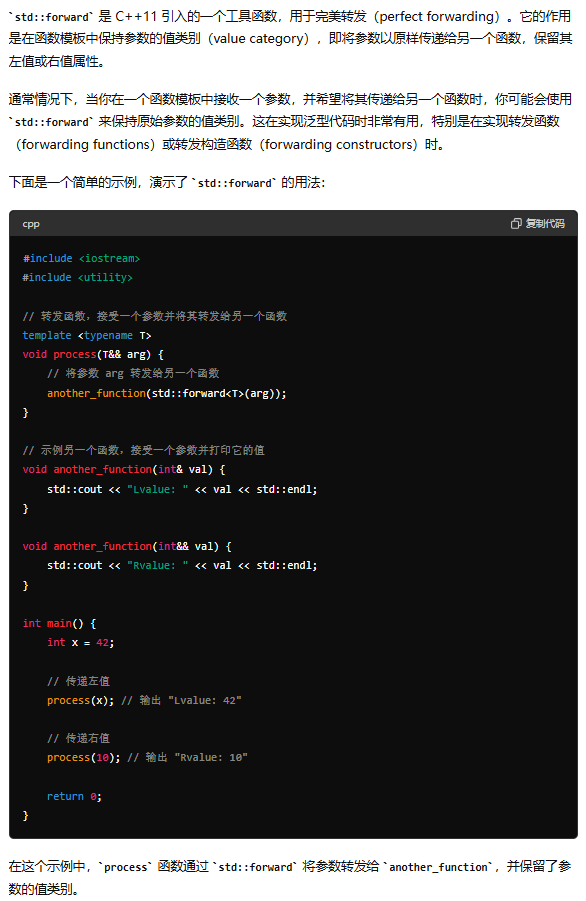 `std::forward` 是 C++11 引入的一个工具函数，用于完美转发（perfect forwarding）。它的作用
是在函数模板中保持参数的值类别（value category），即将参数以原样传递给另一个函数，保留其
左值或右值属性。
通常情况下，当你在一个函数模板中接收一个参数，并希望将其传递给另一个函数时，你可能会使用
`std::forward` 来保持原始参数的值类别。这在实现泛型代码时非常有用，特别是在实现转发函数
（forwarding functions）或转发构造函数（forwarding constructors）时。
下面是一个简单的示例，演示了 `std::forward` 的用法：
cpp 复制代码
#include <iostream>
#include <utility>
// 转发函数，接受一个参数并将其转发给另一个函数
template <typename T>
void process(T&& arg) {
    // 将参数 arg 转发给另一个函数
    another_function(std::forward<T>(arg));
}
// 示例另一个函数，接受一个参数并打印它的值
void another_function(int& val) {
    std::cout << "Lvalue: " << val << std::endl;
}
void another_function(int&& val) {
    std::cout << "Rvalue: " << val << std::endl;
}
int main() {
    int x = 42;
    // 传递左值
    process(x); // 输出 "Lvalue: 42"
    // 传递右值
    process(10); // 输出 "Rvalue: 10"
    return 0;
}
在这个示例中，`process` 函数通过 `std::forward` 将参数转发给 `another_function`，并保留了参
数的值类别。